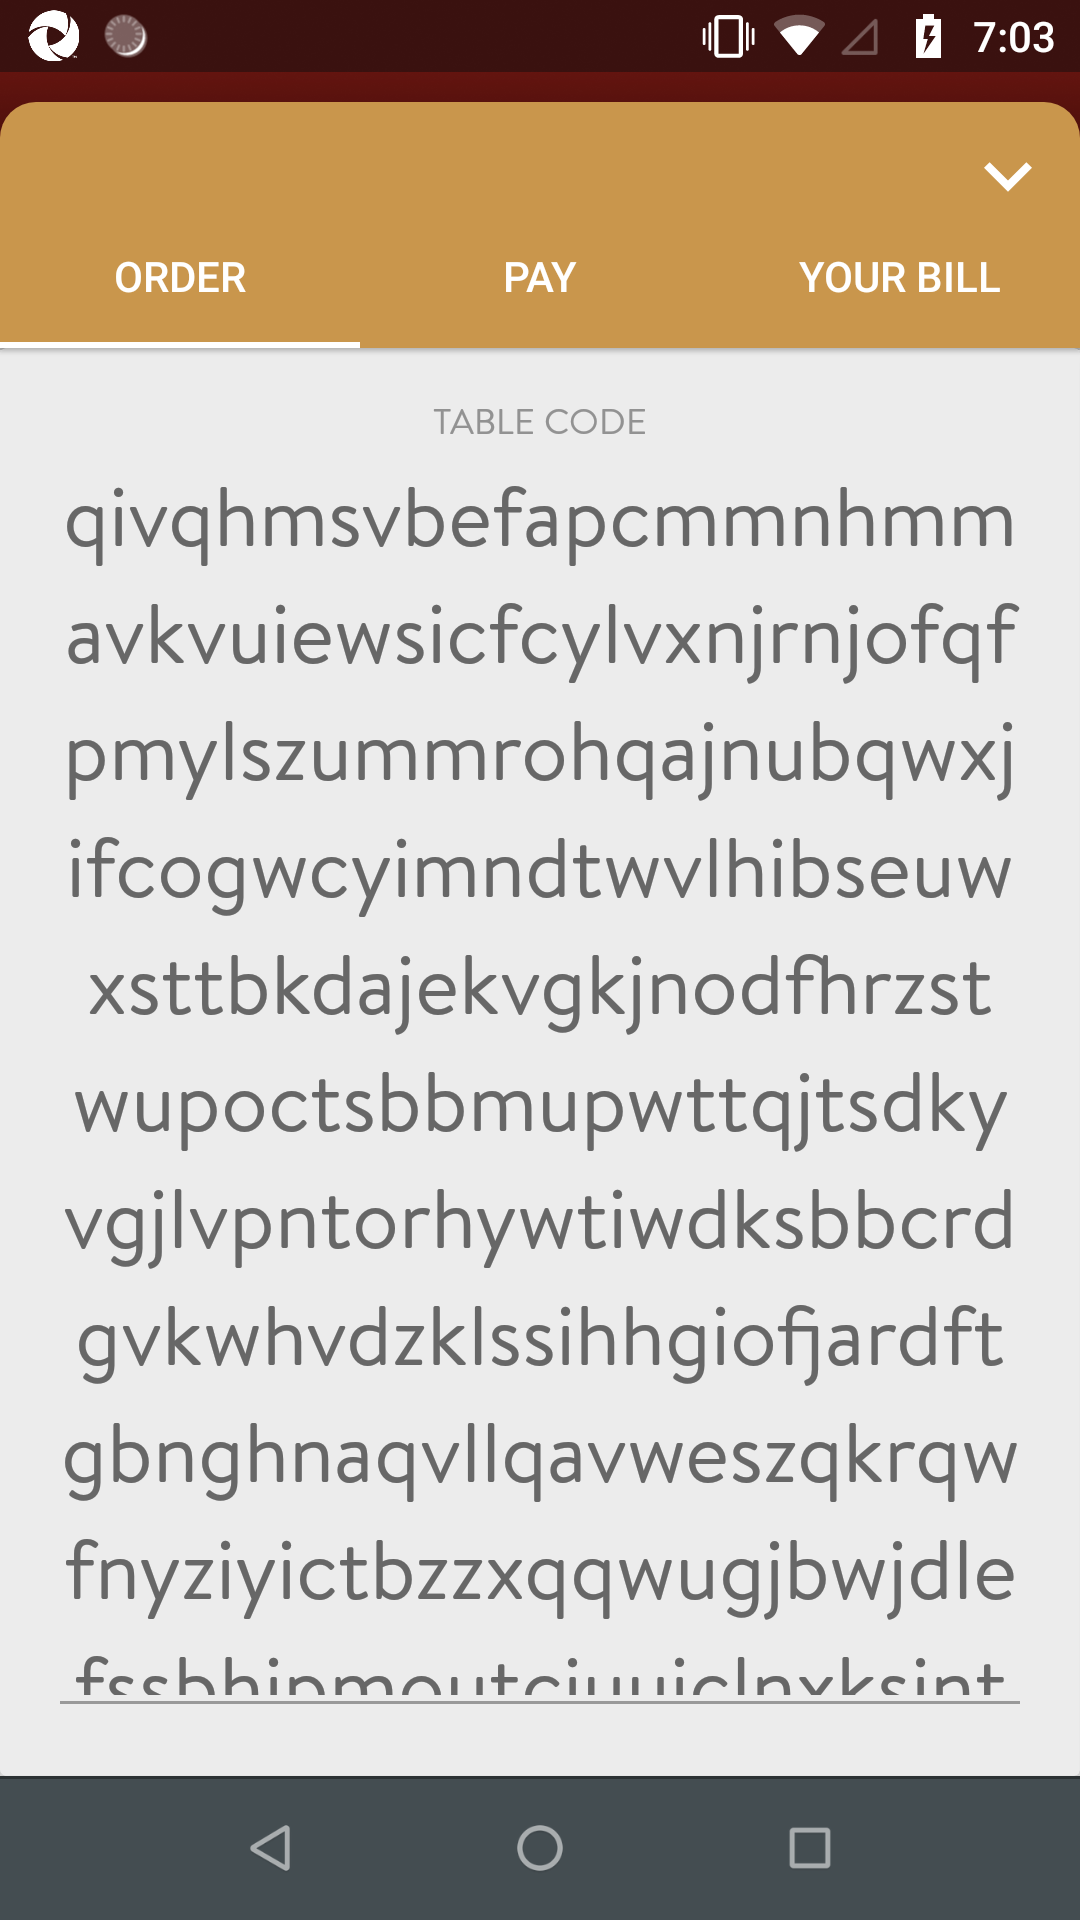 7:03
ORDER PAY YOUR BILL
TABLE CODE
qivqhmsvbefapcmmnhmm
avkvuiewsicfcylvxnjrnjofqf
pmylszummrohqajnubqwxj
ifcogwcyimndtwvlhibseuw
xsttbkdajekvgkjnodfhrzst
wupoctsbbmupwttqjtsdky
vgjlvpntorhywtiwdksbbcrd
gvkwhvdzklssihhgiofjardft
gbnghnaqvllqavweszqkrqw
fnyziyictbzzxqqwugjbwjdle